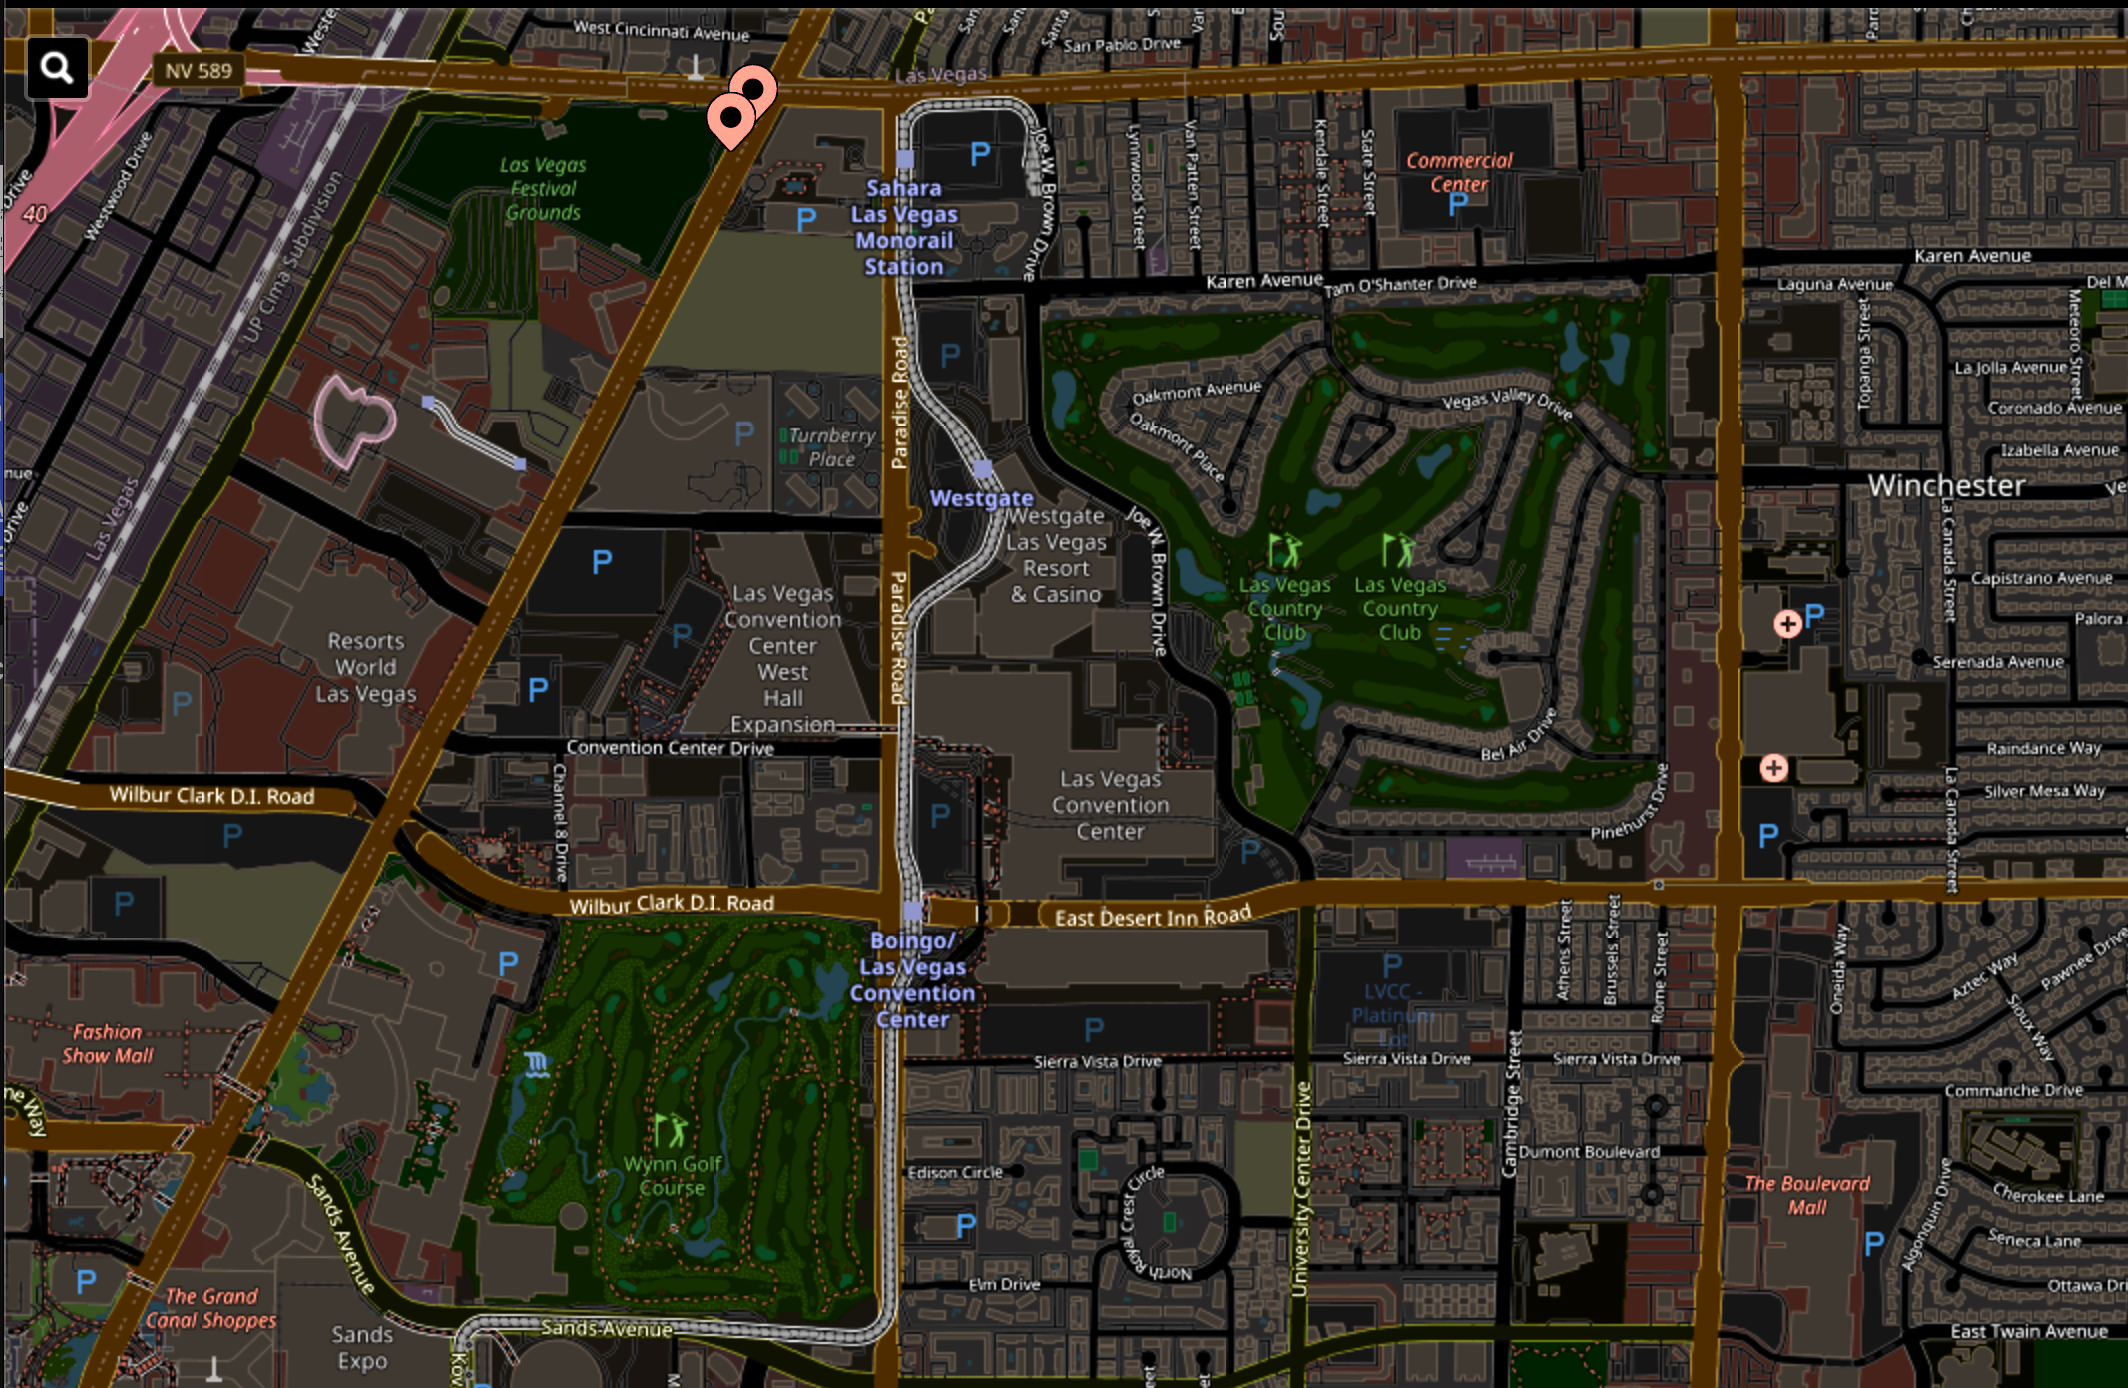 West Cincinnati Avenue
San Pablo Drive
NV 589
Las Vegas
Westwood Drive
40
UP Cima Subdivision
Las Vegas
Las Vegas
Festival
Grounds
P
P
Sahara
Las Vegas
Monorail
Station
Joe W. Brown Drive
Lynnwood Street
Van Patten Street
Kendale Street
State Street
Commercial
Center
P
Karen Avenue
Tam O'Shanter Drive
Karen Avenue
Laguna Avenue
Del M
Meteoro Street
Topanga Street
La Jolla Avenue
Coronado Avenue
Izabella Avenue
Paradise Road
P
P
Turnberry
Place
Oakmont Avenue
Oakmont Place
Vegas Valley Drive
Winchester
La Canada Street
Westgate
Westgate
Las Vegas
Resort
& Casino
Joe W. Brown Drive
Las Vegas
Country
Club
Las Vegas
Country
Club
Capistrano Avenue
P
Palora
Serenada Avenue
P
P
P
P
Las Vegas
Convention
Center
West
Hall
Expansion
Paradise Road
Resorts
World
Las Vegas
Convention Center Drive
Channel 8 Drive
Bel Air Drive
Raindance Way
Silver Mesa Way
La Canada Street
Pinehurst Drive
P
Wilbur Clark D.I. Road
P
P
Las Vegas
Convention
Center
P
P
Wilbur Clark D.I. Road
East Desert Inn Road
Boingo/
Las Vegas
Convention
Center
P
P
P
LVCC -
Platinum
Lot
Athens Street
Brussels Street
Rome Street
Oneida Way
Aztec Way
Pawnee Drive
Sioux Way
Fashion
Show Mall
Sierra Vista Drive
Sierra Vista Drive
Sierra Vista Drive
Cambridge Street
Commanche Drive
ne Way
Wynn Golf
Course
Edison Circle
North Royal Crest Circle
University Center Drive
Dumont Boulevard
The Boulevard
Mall
Algonquin Drive
Cherokee Lane
Seneca Lane
P
P
Elm Drive
Ottawa Dr
Sands Avenue
P
The Grand
Canal Shoppes
Sands
Expo
Sands Avenue
Kov
East Twain Avenue